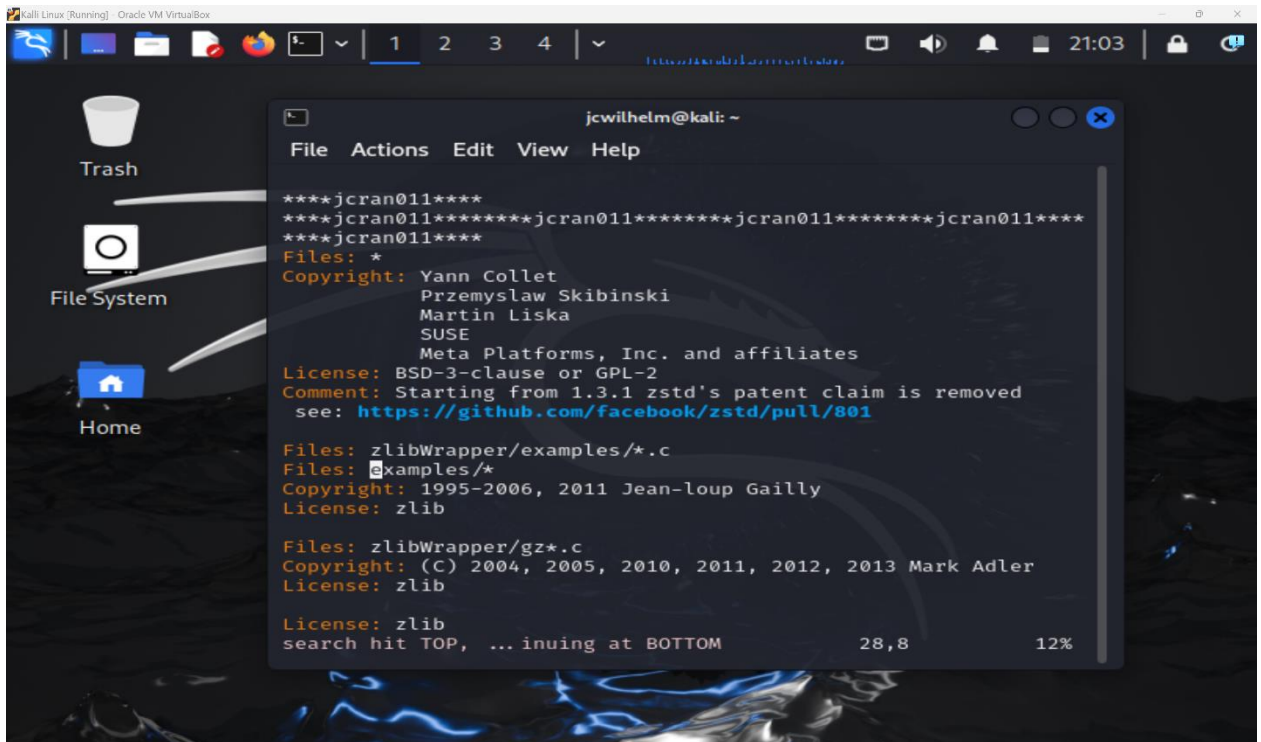 Kalli Linux [Running] - Oracle VM VirtualBox
1 2 3 4 21:03
jcwilhelm@kali: ~
File Actions Edit View Help
Trash
File System
Home
****jcran011****
****jcran011********jcran011********jcran011********jcran011****
****jcran011****
Files: *
Copyright: Yann Collet
Przemyslaw Skibinski
Martin Liska
SUSE
Meta Platforms, Inc. and affiliates
License: BSD-3-clause or GPL-2
Comment: Starting from 1.3.1 zstd's patent claim is removed
see: https://github.com/facebook/zstd/pull/801
Files: zlibWrapper/examples/*.c
Files: examples/*
Copyright: 1995-2006, 2011 Jean-loup Gailly
License: zlib
Files: zlibWrapper/gz*.c
Copyright: (C) 2004, 2005, 2010, 2011, 2012, 2013 Mark Adler
License: zlib
License: zlib
search hit TOP, ...inuing at BOTTOM 28,8 12%